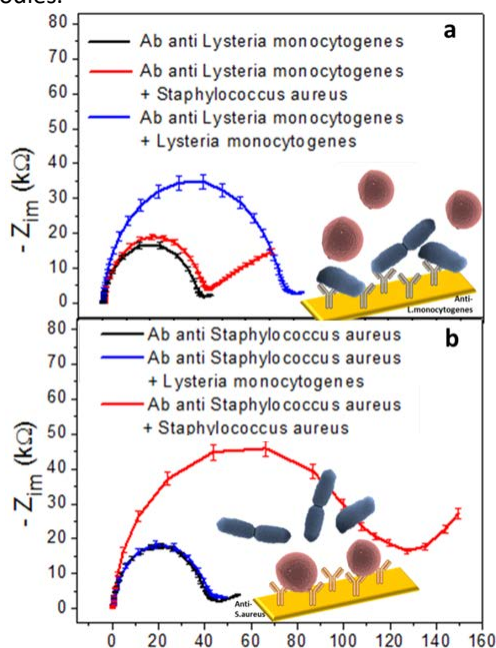 a
Ab anti Lysteria monocytogenes
Ab anti Lysteria monocytogenes
+ Staphylococcus aureus
Ab anti Lysteria monocytogenes
+ Lysteria monocytogenes
80
70
60
50
40
30
20
10
0
- Zim (kΩ)
Anti-
L.monocytogenes
b
Ab anti Staphylococcus aureus
Ab anti Staphylococcus aureus
+ Lysteria monocytogenes
Ab anti Staphylococcus aureus
+ Staphylococcus aureus
80
70
60
50
40
30
20
10
0
- Zim (kΩ)
Anti-
S.aureus
0 20 40 60 80 100 120 140 160